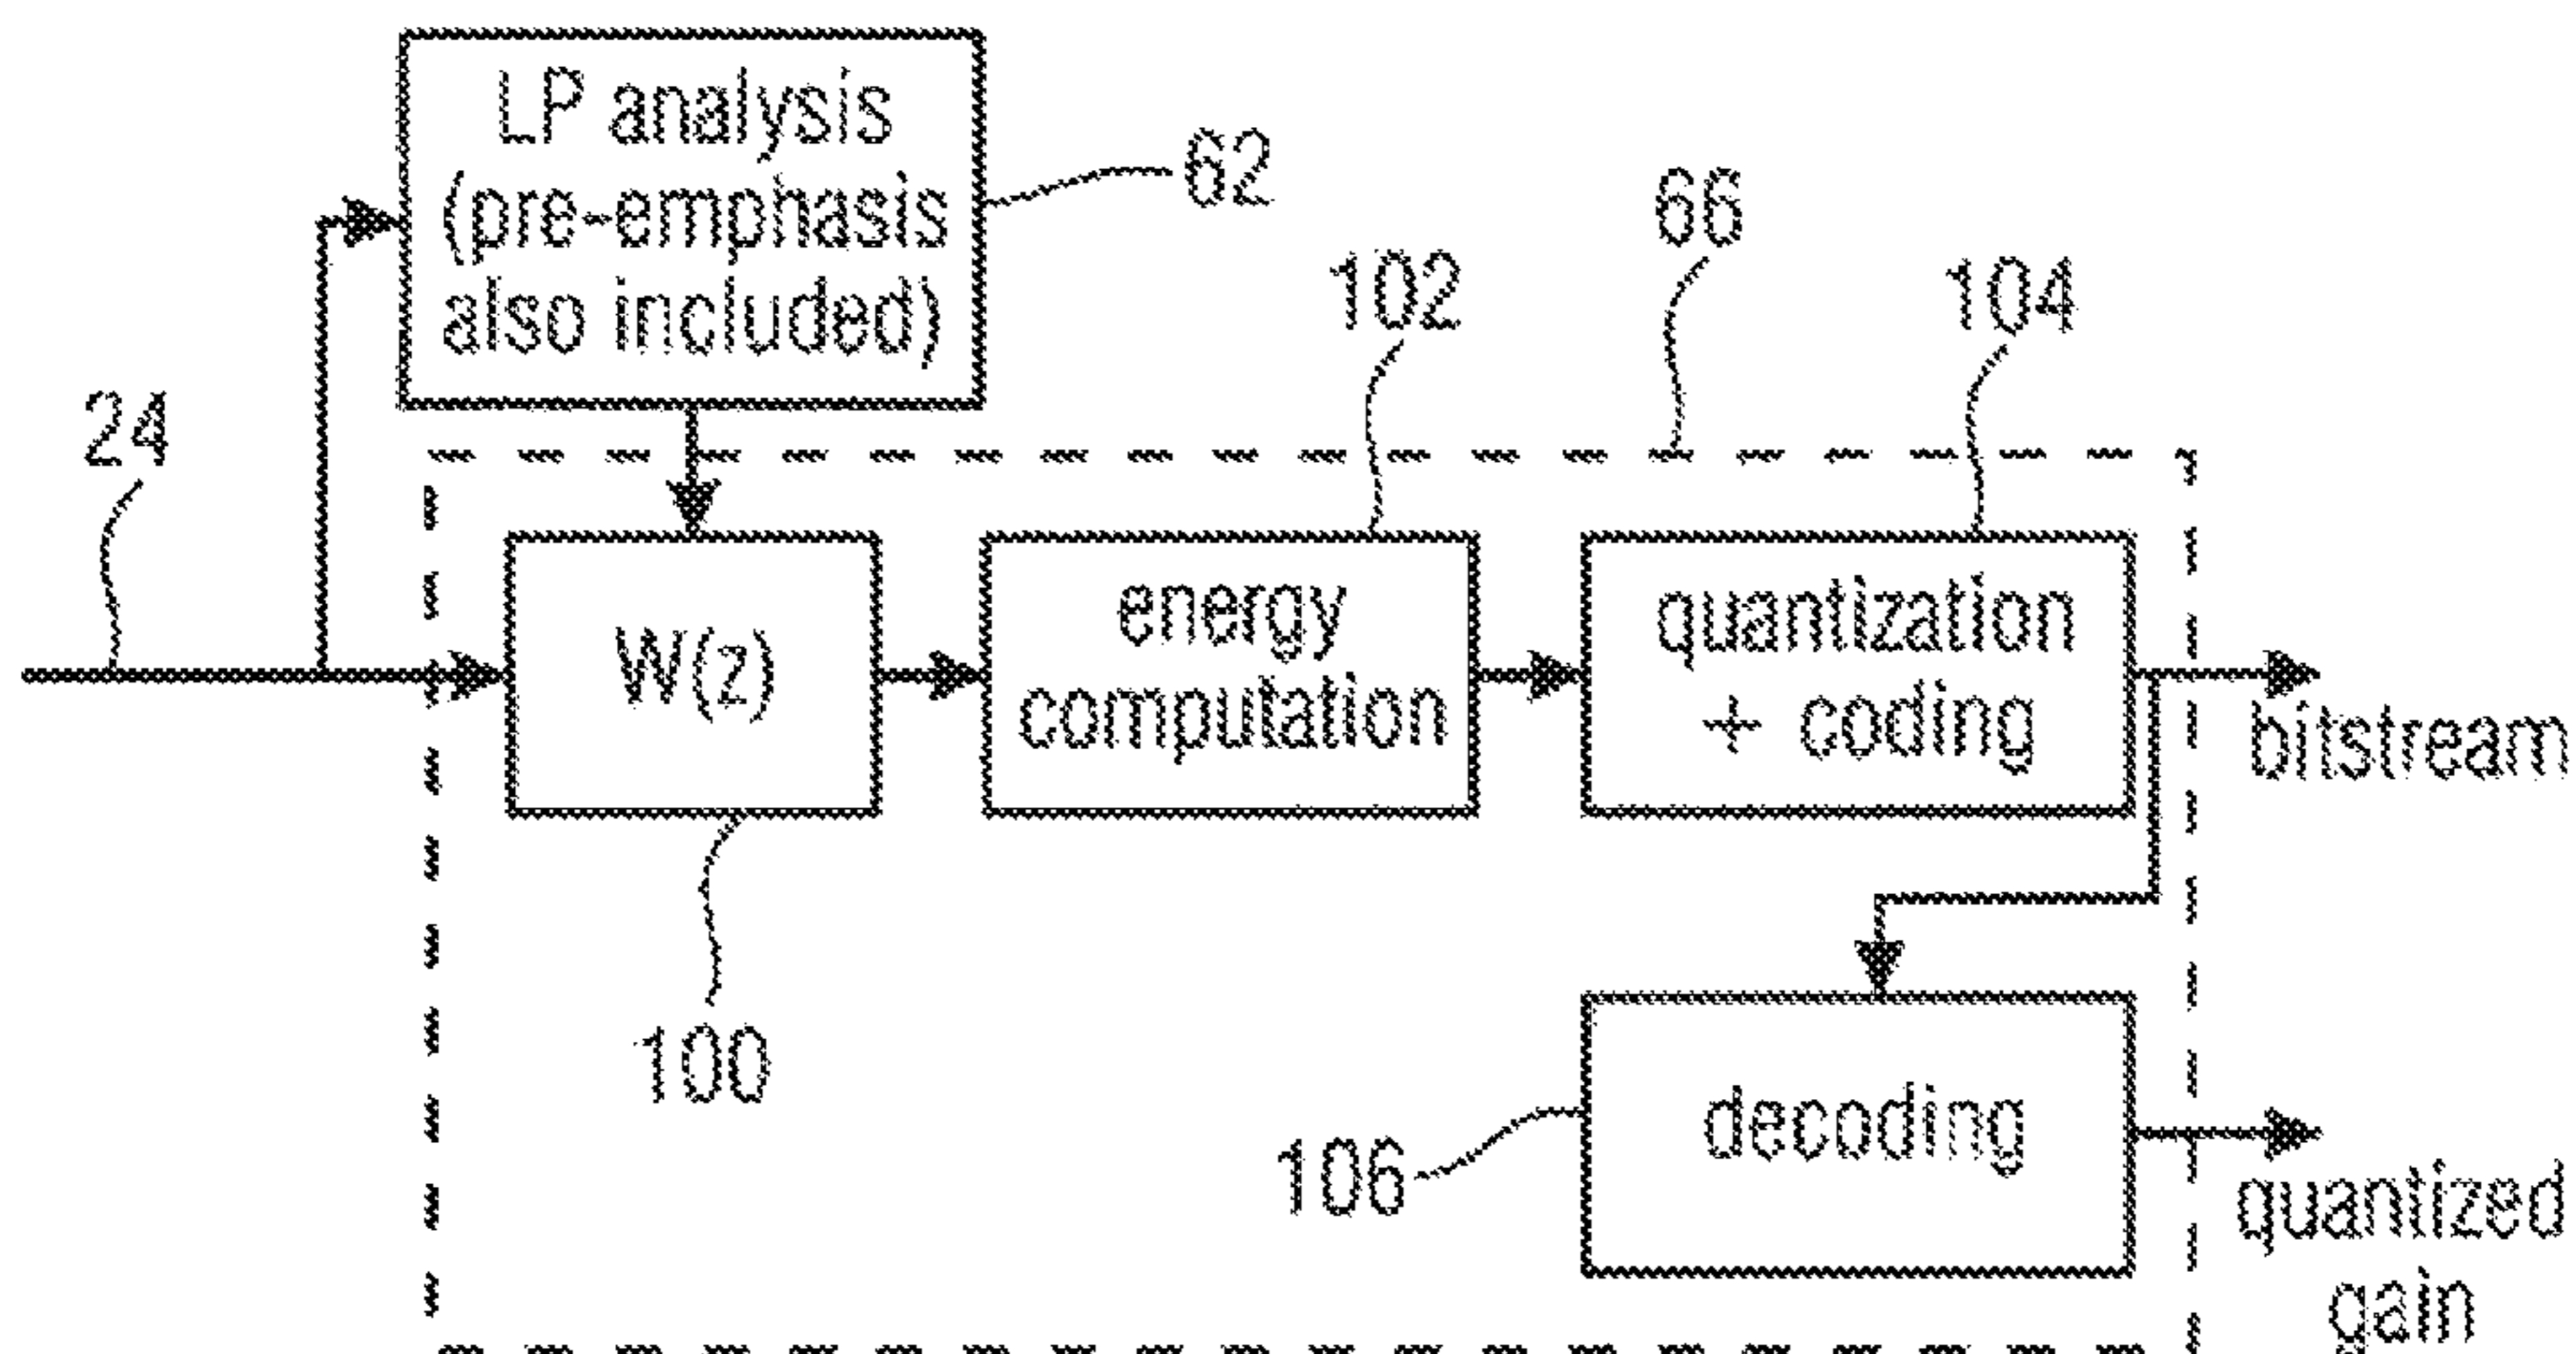 LP analysis
(pre-emphasis
also included)
62
66
102
104
24
W(z)
energy
computation
quantization
+ coding
bitstream
100
106
decoding
quantized
gain